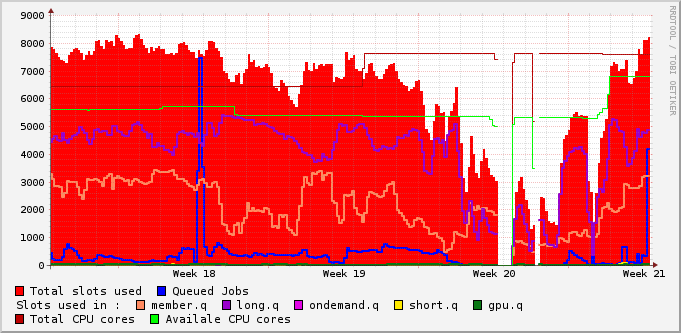 RRDTOOL / TOBI OETIKER
9000
8000
7000
6000
5000
4000
3000
2000
1000
0
Week 18 Week 19 Week 20 Week 21
Total slots used Queued Jobs
Slots used in : member.q long.q ondemand.q short.q gpu.q
Total CPU cores Availale CPU cores